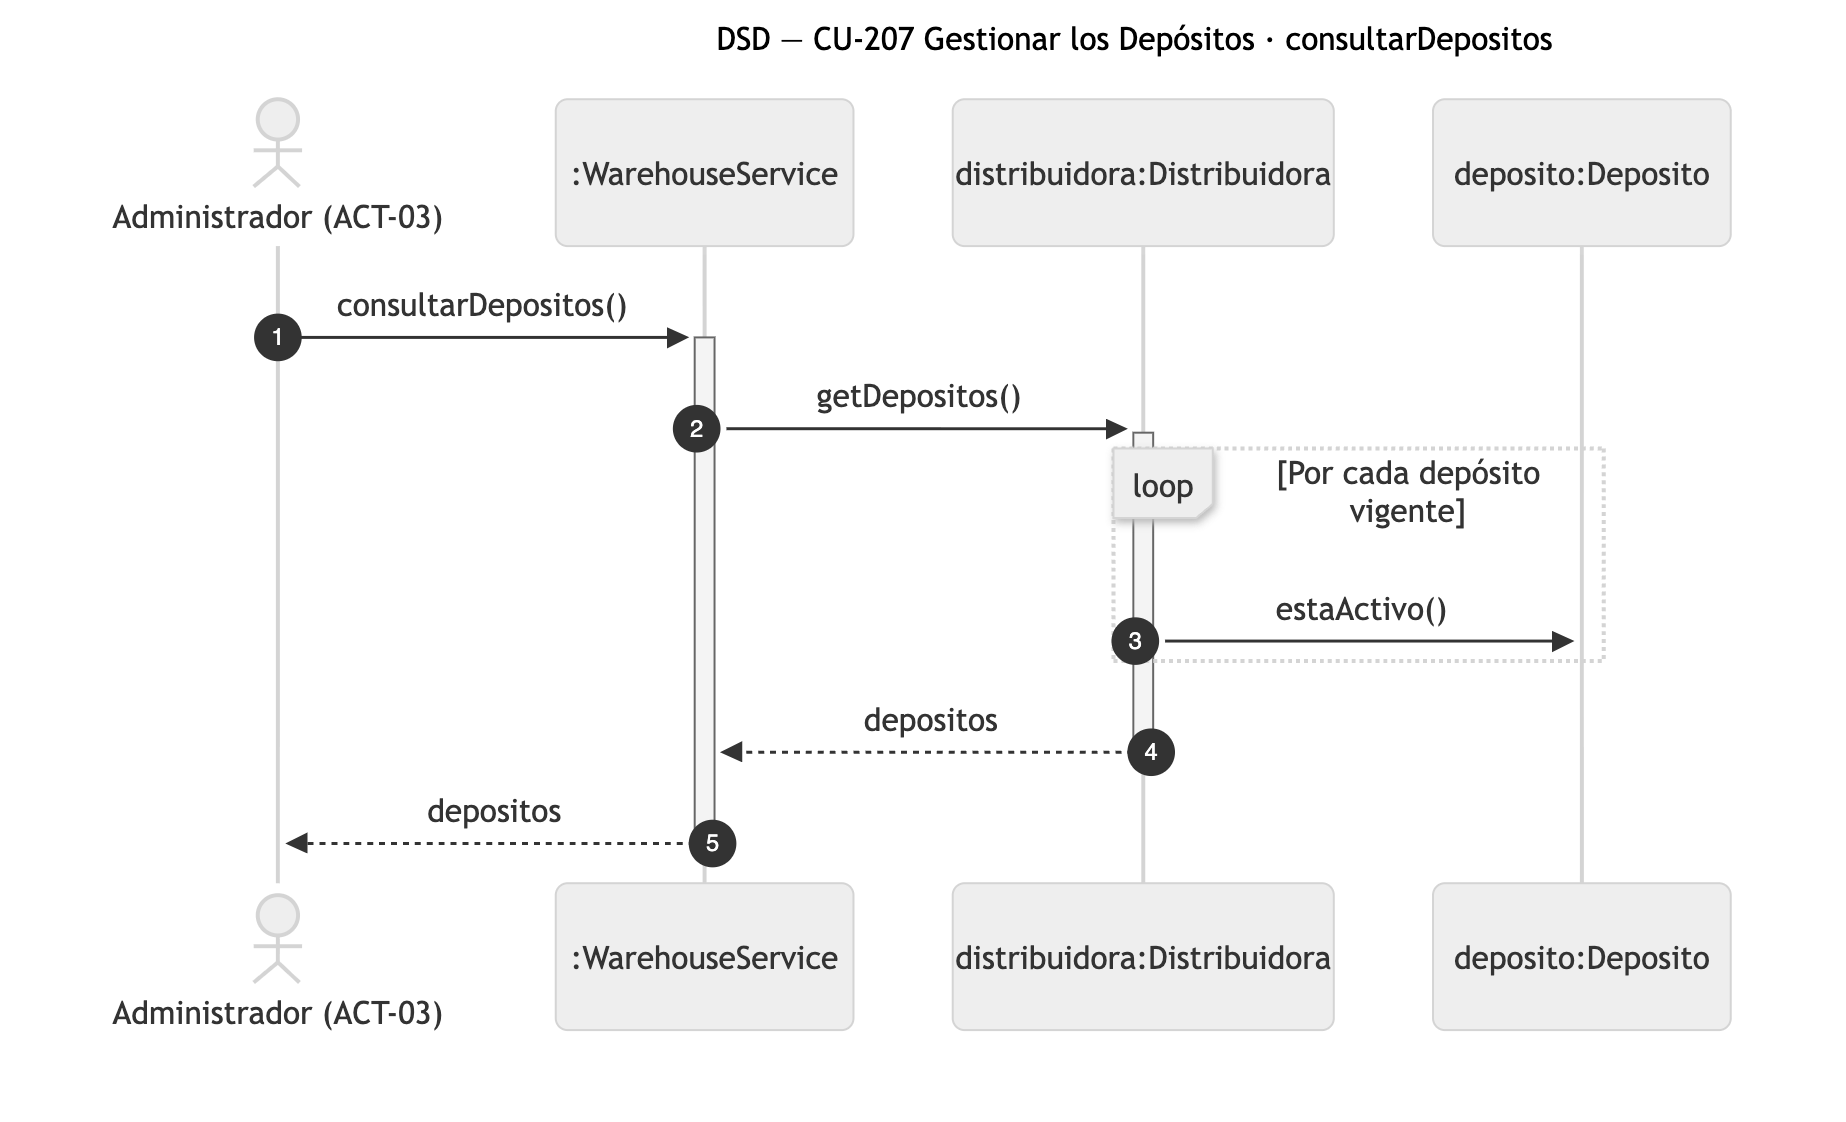 DSD — CU-207 Gestionar los Depósitos · consultarDepositos
Administrador (ACT-03)
:WarehouseService
distribuidora:Distribuidora
deposito:Deposito
consultarDepositos()
1
getDepositos()
2
loop
[Por cada depósito
vigente]
estaActivo()
3
depositos
4
depositos
5
Administrador (ACT-03)
:WarehouseService
distribuidora:Distribuidora
deposito:Deposito